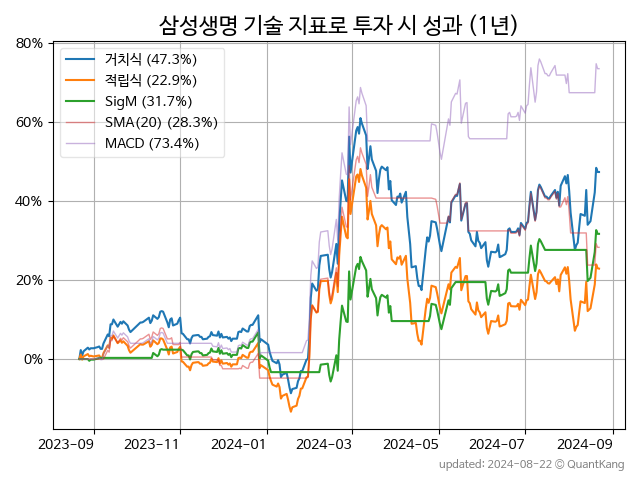 삼성생명 기술 지표로 투자 시 성과 (1년)
80%
60%
40%
20%
0%
거치식 (47.3%)
적립식 (22.9%)
SigM (31.7%)
SMA(20) (28.3%)
MACD (73.4%)
2023-09
2023-11
2024-01
2024-03
2024-05
2024-07
2024-09
updated: 2024-08-22 © QuantKang